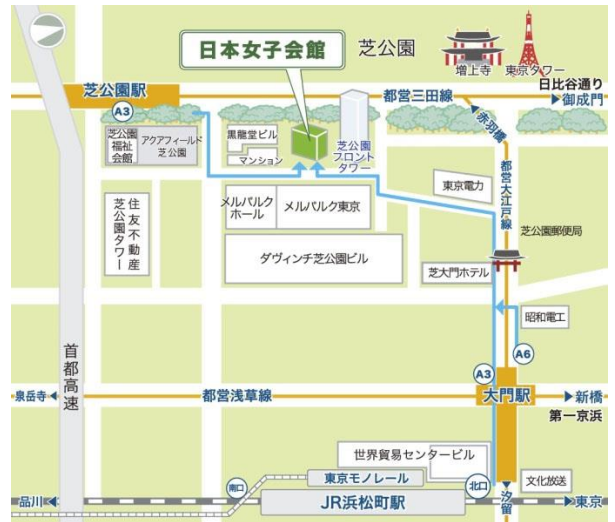 日本女子会館
芝公園
増上寺
東京タワー
日比谷通り
芝公園駅
A3
都営三田線
御成門
赤羽橋
芝公園
福祉
会館
アクアフィールド
芝公園
黒龍堂ビル
マンション
芝公園
フロント
タワー
都営大江戸線
東京電力
住友不動産
芝公園タワー
メルパルク
ホール
メルパルク東京
芝公園郵便局
ダヴィンチ芝公園ビル
芝大門ホテル
昭和電工
首都高速
A3
A6
泉岳寺
都営浅草線
大門駅
新橋
第一京浜
世界貿易センタービル
南口
東京モノレール
北口
文化放送
品川
JR浜松町駅
汐留
東京